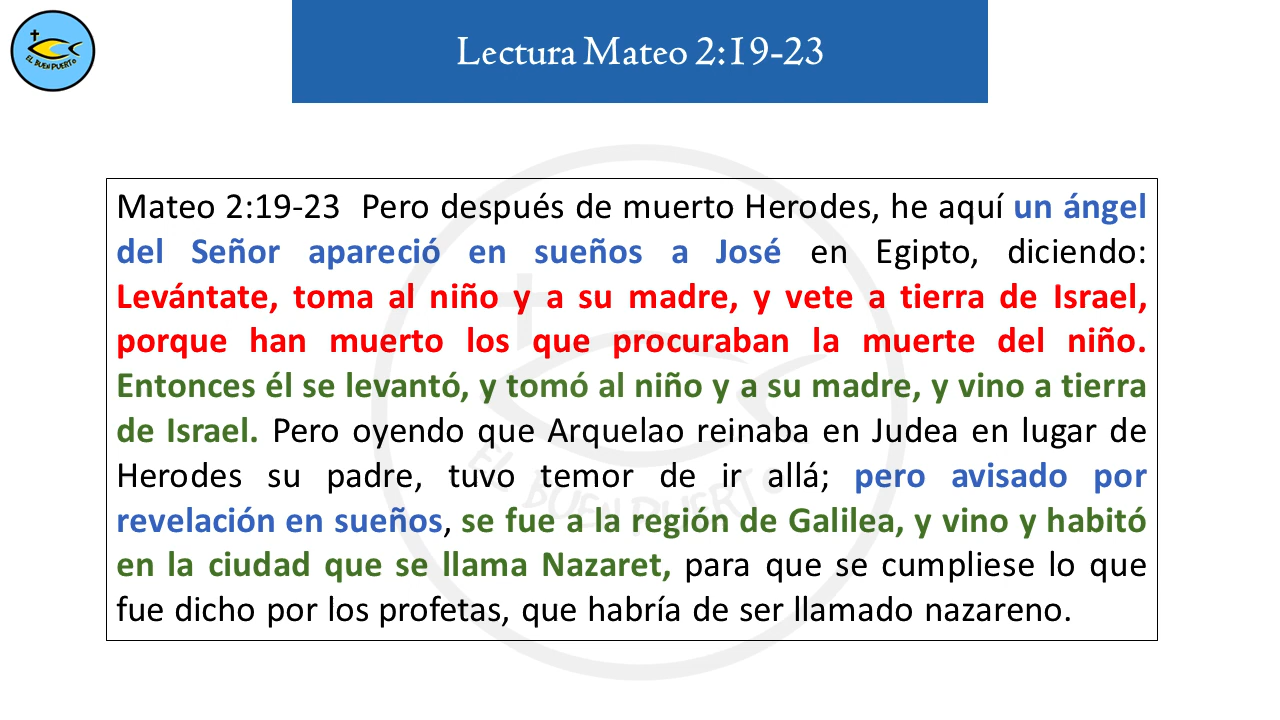 EL BUEN PUERTO
Lectura Mateo 2:19-23
Mateo 2:19-23 Pero después de muerto Herodes, he aquí un ángel
del Señor apareció en sueños a José en Egipto, diciendo:
Levántate, toma al niño y a su madre, y vete a tierra de Israel,
porque han muerto los que procuraban la muerte del niño.
Entonces él se levantó, y tomó al niño y a su madre, y vino a tierra
de Israel. Pero oyendo que Arquelao reinaba en Judea en lugar de
Herodes su padre, tuvo temor de ir allá; pero avisado por
revelación en sueños, se fue a la región de Galilea, y vino y habitó
en la ciudad que se llama Nazaret, para que se cumpliese lo que
fue dicho por los profetas, que habría de ser llamado nazareno.
EL BUEN PUERTO